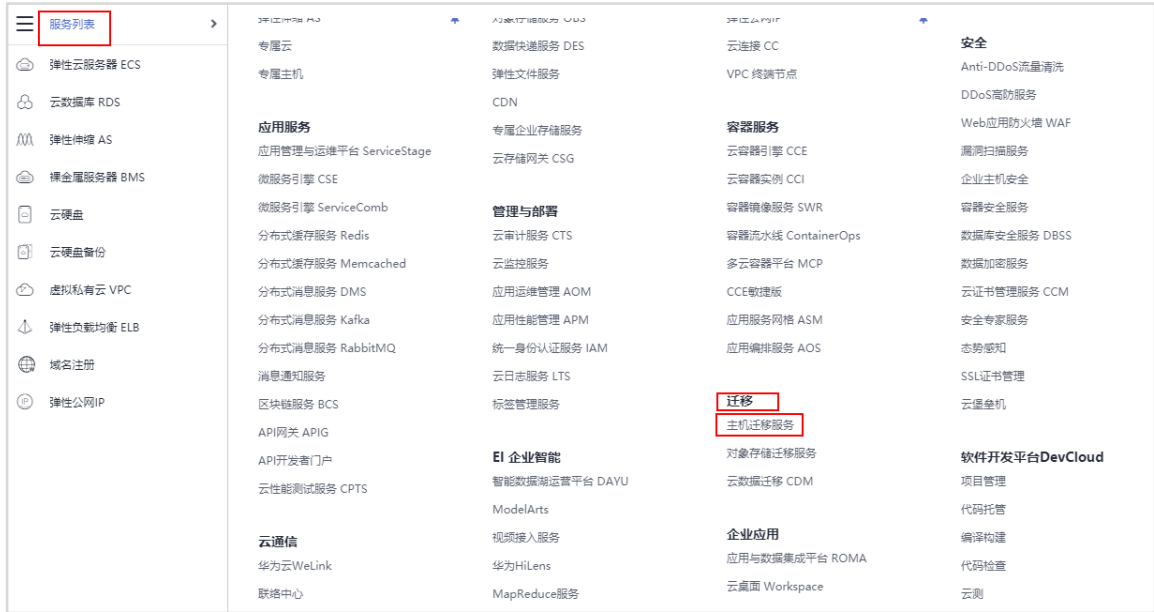 服务列表
弹性云服务器 ECS
云数据库 RDS
弹性伸缩 AS
裸金属服务器 BMS
云硬盘
云硬盘备份
虚拟私有云 VPC
弹性负载均衡 ELB
域名注册
弹性公网IP
弹性伸缩 AS
专属云
专属主机
应用服务
应用管理与运维平台 ServiceStage
微服务引擎 CSE
微服务引擎 ServiceComb
分布式缓存服务 Redis
分布式缓存服务 Memcached
分布式消息服务 DMS
分布式消息服务 Kafka
分布式消息服务 RabbitMQ
消息通知服务
区块链服务 BCS
API网关 APIG
API开发者门户
云性能测试服务 CPTS
云通信
华为云WeLink
联络中心
对象存储服务 OBS
数据快递服务 DES
弹性文件服务
CDN
专属企业存储服务
云存储网关 CSG
管理与部署
云审计服务 CTS
云监控服务
应用运维管理 AOM
应用性能管理 APM
统一身份认证服务 IAM
云日志服务 LTS
标签管理服务
EI 企业智能
智能数据湖运营平台 DAYU
ModelArts
视频接入服务
华为HiLens
MapReduce服务
弹性公网IP
云连接 CC
VPC 终端节点
容器服务
云容器引擎 CCE
云容器实例 CCI
容器镜像服务 SWR
容器流水线 ContainerOps
多云容器平台 MCP
CCE敏捷版
应用服务网格 ASM
应用编排服务 AOS
迁移
主机迁移服务
对象存储迁移服务
云数据迁移 CDM
企业应用
应用与数据集成平台 ROMA
云桌面 Workspace
安全
Anti-DDoS流量清洗
DDoS高防服务
Web应用防火墙 WAF
漏洞扫描服务
企业主机安全
容器安全服务
数据库安全服务 DBSS
数据加密服务
云证书管理服务 CCM
安全专家服务
态势感知
SSL证书管理
云堡垒机
软件开发平台DevCloud
项目管理
代码托管
编译构建
代码检查
云测